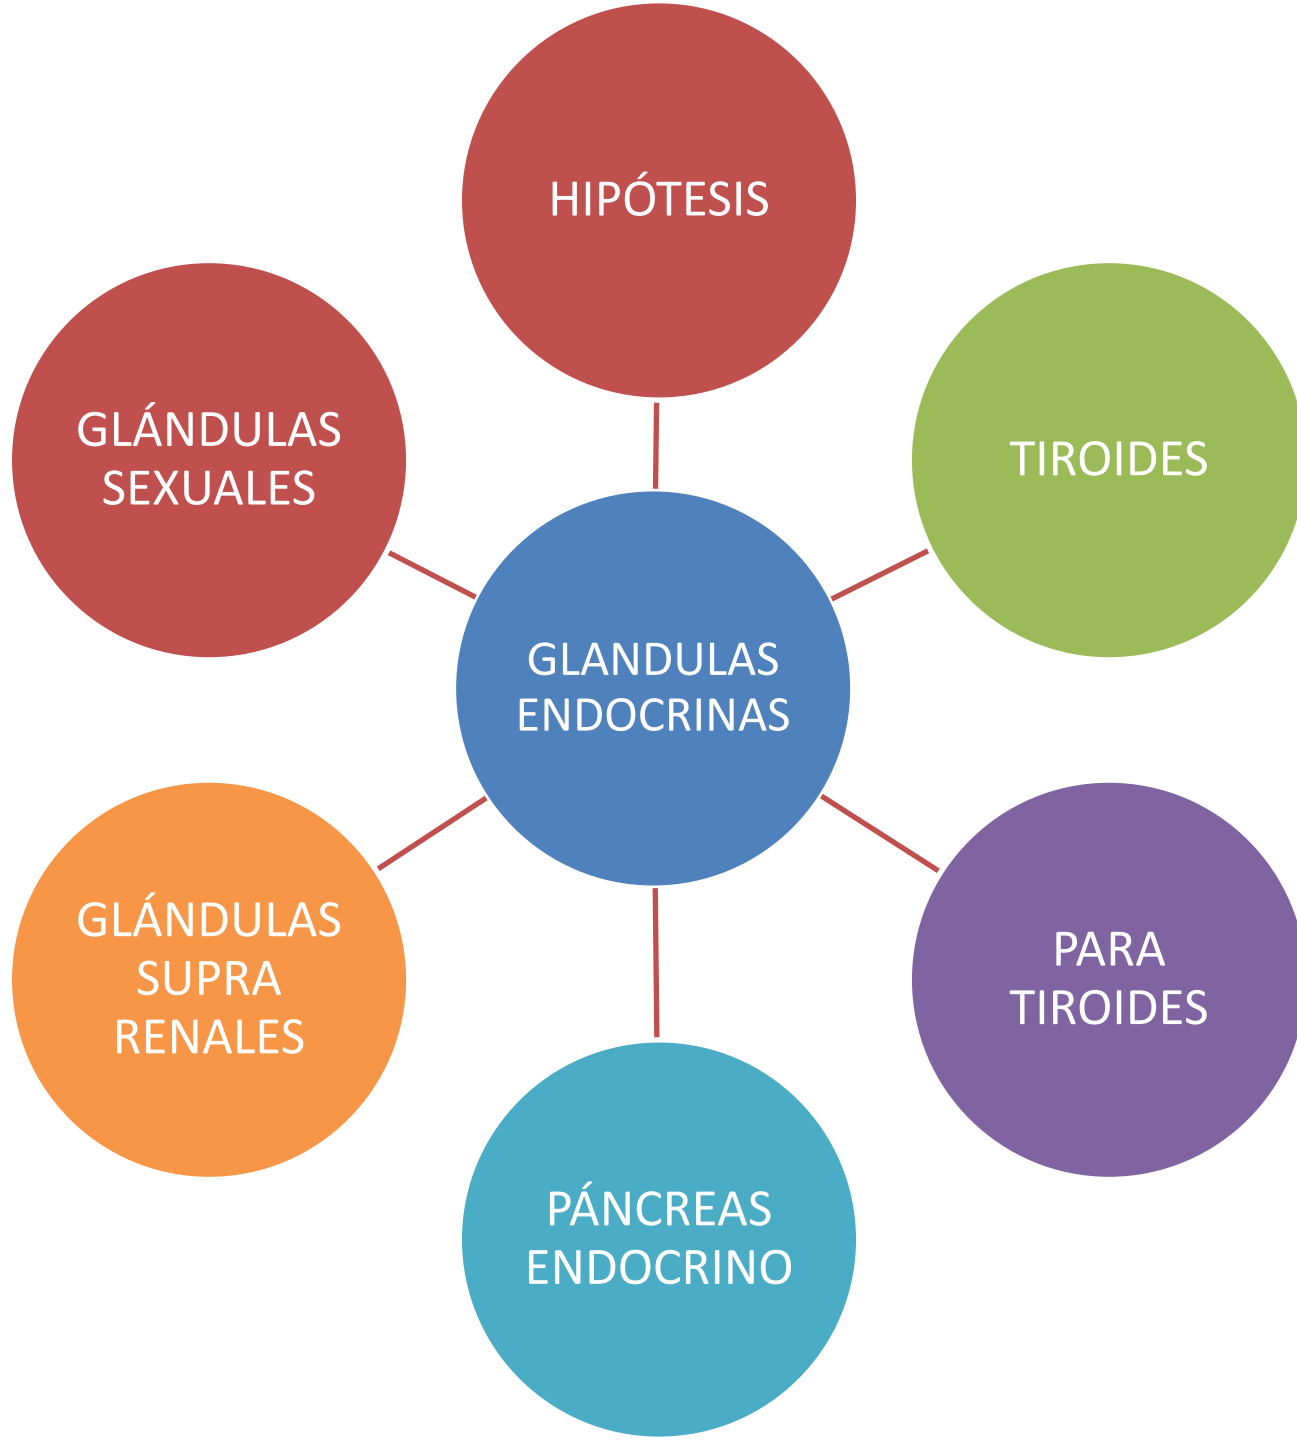 HIPÓTESIS
GLÁNDULAS
SEXUALES
TIROIDES
GLANDULAS
ENDOCRINAS
GLÁNDULAS
SUPRA
RENALES
PARA
TIROIDES
PÁNCREAS
ENDOCRINO